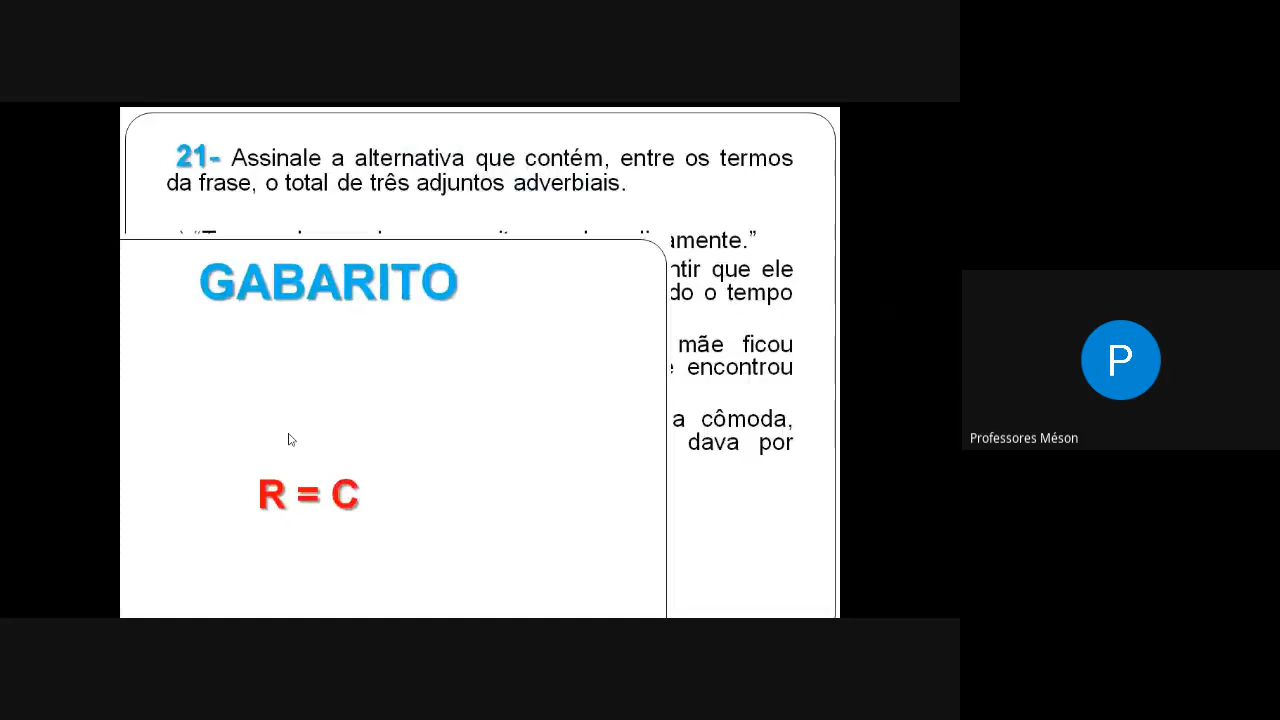 21- Assinale a alternativa que contém, entre os termos
da frase, o total de três adjuntos adverbiais.
amente.”
GABARITO
ntir que ele
do o tempo
mãe ficou
encontrou
a cômoda,
dava por
R = C
P
Professores Méson